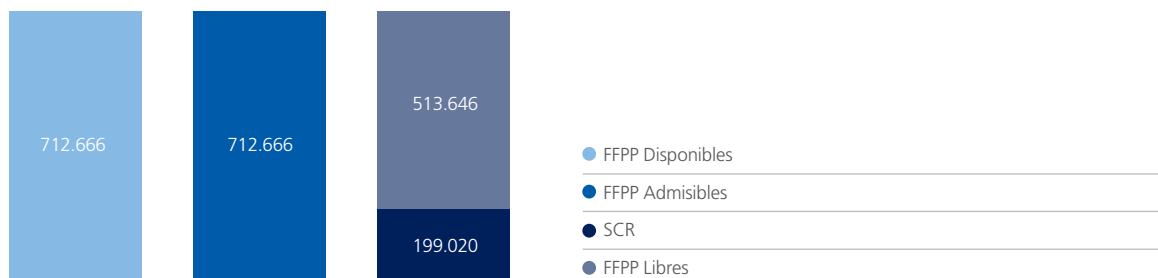 712.666
712.666
513.646
199.020
FFPP Disponibles
FFPP Admisibles
SCR
FFPP Libres